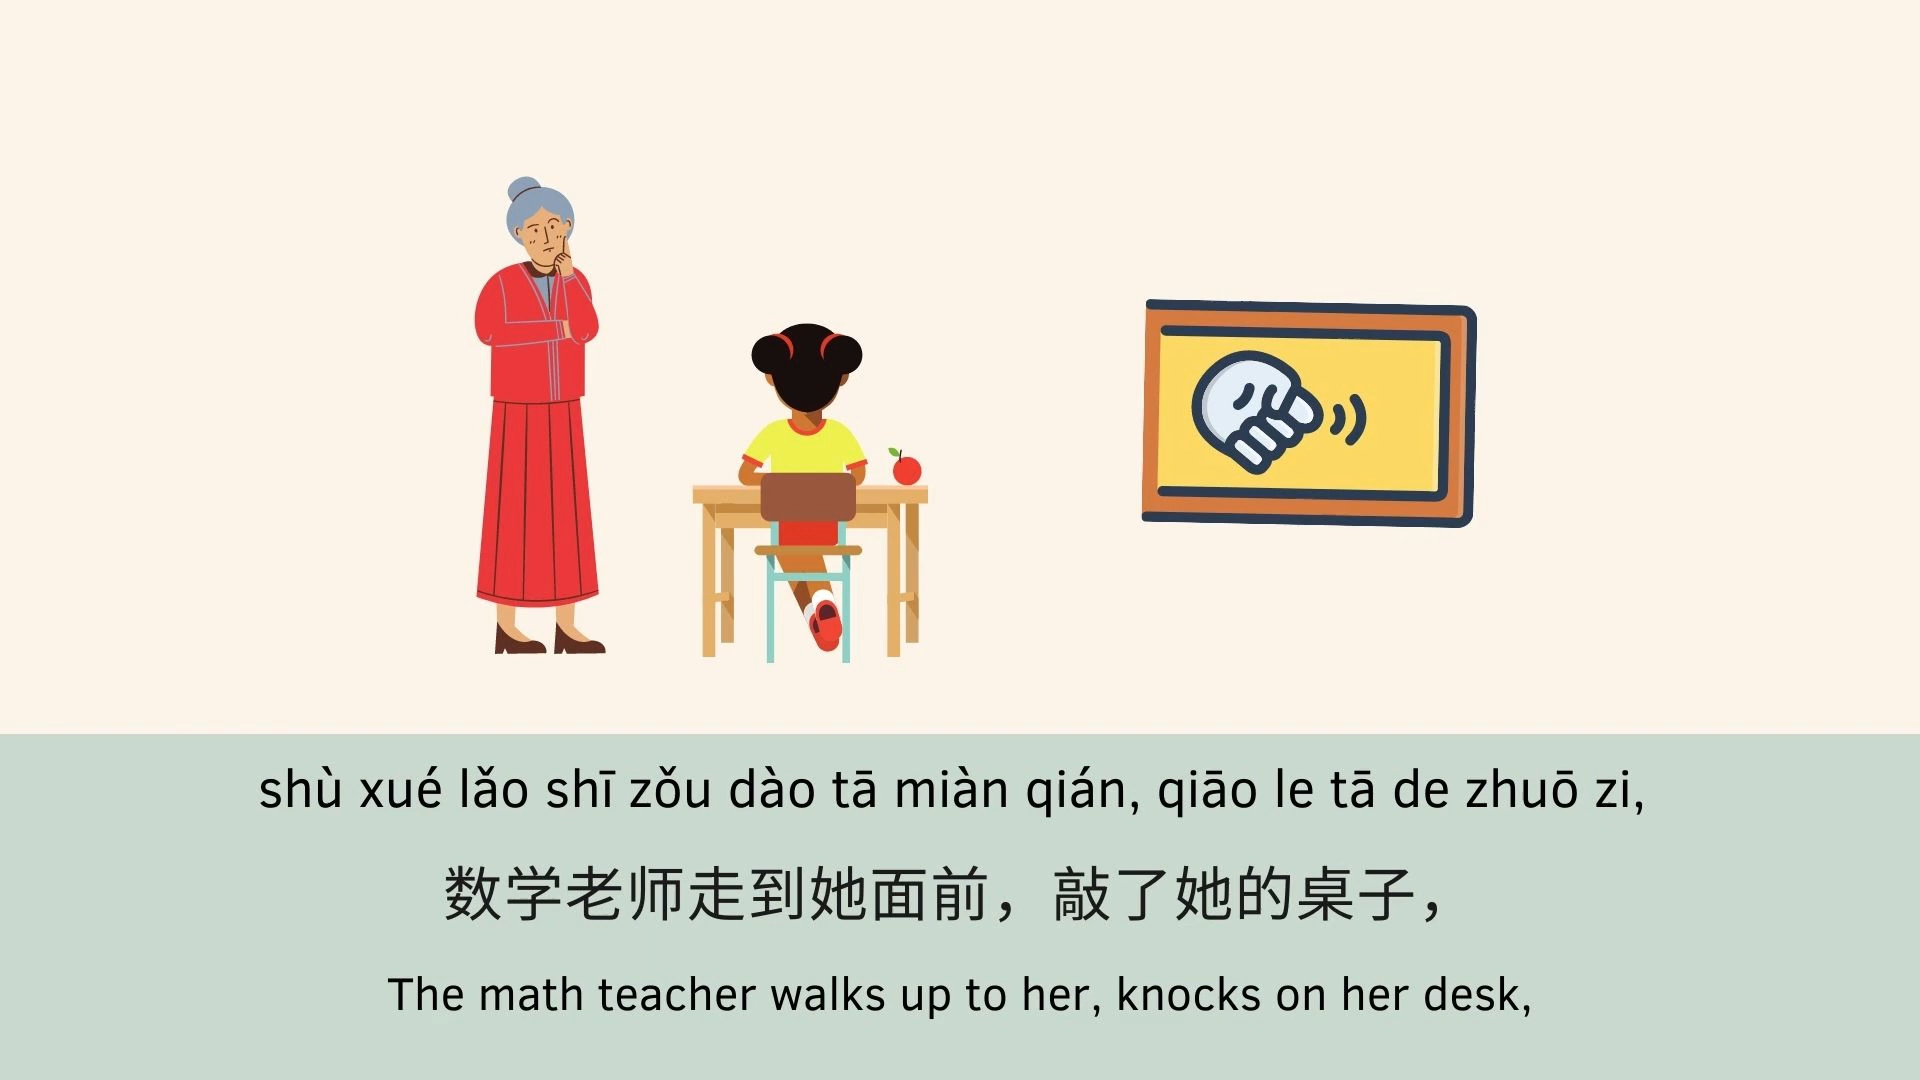 shù xué lǎo shī zǒu dào tā miàn qián, qiāo le tā de zhuō zi,
数学老师走到她面前，敲了她的桌子，
The math teacher walks up to her, knocks on her desk,